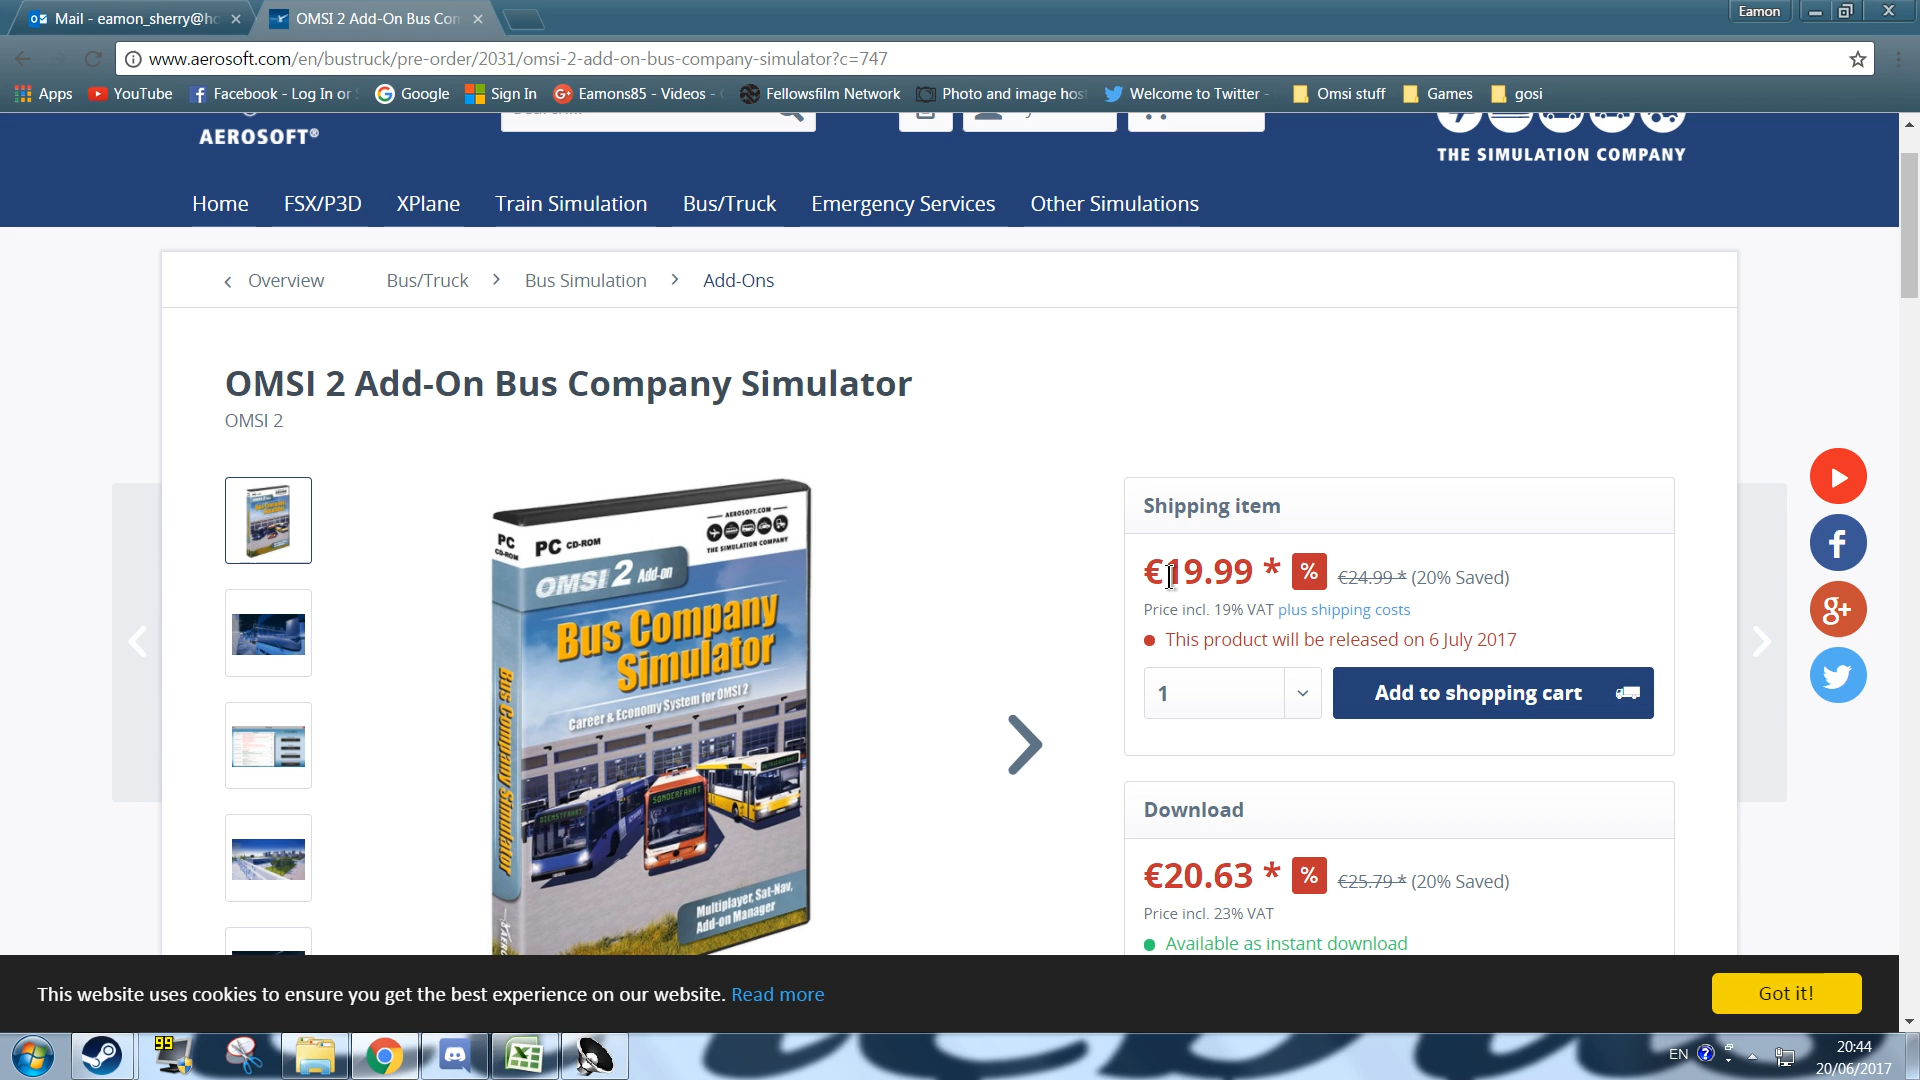 Mail - eamon_sherry@ho
OMSI 2 Add-On Bus Con
Eamon
www.aerosoft.com/en/bustruck/pre-order/2031/omsi-2-add-on-bus-company-simulator?c=747
Apps
YouTube
Facebook - Log In or
Google
Sign In
Eamons85 - Videos -
Fellowsfilm Network
Photo and image hos
Welcome to Twitter -
Omsi stuff
Games
gosi
AEROSOFT®
THE SIMULATION COMPANY
Home
FSX/P3D
XPlane
Train Simulation
Bus/Truck
Emergency Services
Other Simulations
Overview
Bus/Truck
Bus Simulation
Add-Ons
OMSI 2 Add-On Bus Company Simulator
OMSI 2
PC
CD-ROM
PC CD-ROM
AEROSOFT.COM
THE SIMULATION COMPANY
OMSI 2 Add-on
Bus Company
Simulator
Career & Economy System for OMSI 2
Bus Company Simulator
DIENSTFAHRT
SONDERFAHRT
Multiplayer, Sat-Nav,
Add-on Manager
Shipping item
€19.99 * % €24.99 * (20% Saved)
Price incl. 19% VAT plus shipping costs
This product will be released on 6 July 2017
1
Add to shopping cart
Download
€20.63 * % €25.79 * (20% Saved)
Price incl. 23% VAT
Available as instant download
This website uses cookies to ensure you get the best experience on our website. Read more
Got it!
99
EN
20:44
20/06/2017